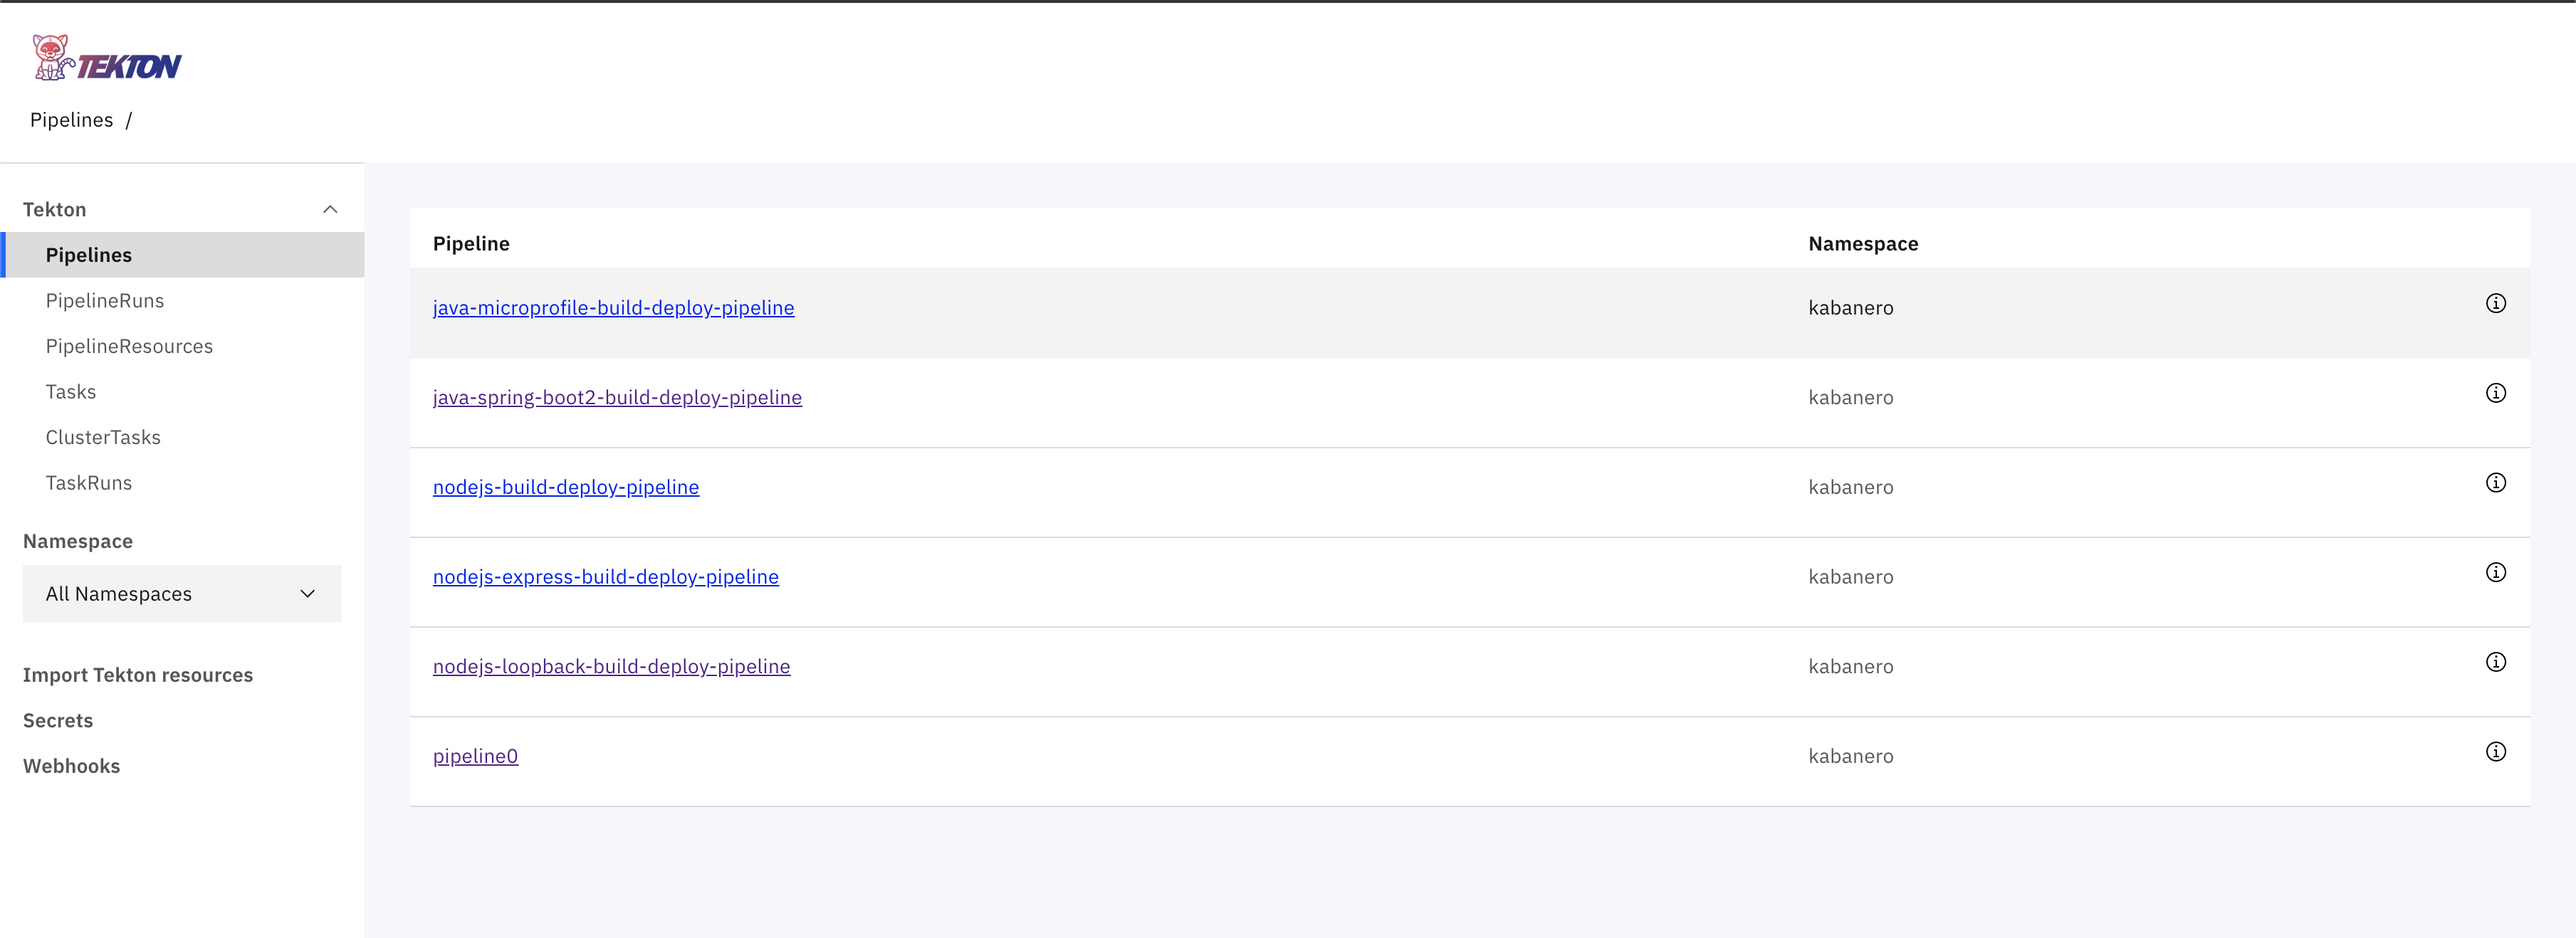 TEKTON
Pipelines /
Tekton
Pipelines
PipelineRuns
PipelineResources
Tasks
ClusterTasks
TaskRuns
Namespace
All Namespaces
Import Tekton resources
Secrets
Webhooks
Pipeline Namespace
java-microprofile-build-deploy-pipeline kabanero
java-spring-boot2-build-deploy-pipeline kabanero
nodejs-build-deploy-pipeline kabanero
nodejs-express-build-deploy-pipeline kabanero
nodejs-loopback-build-deploy-pipeline kabanero
pipeline0 kabanero